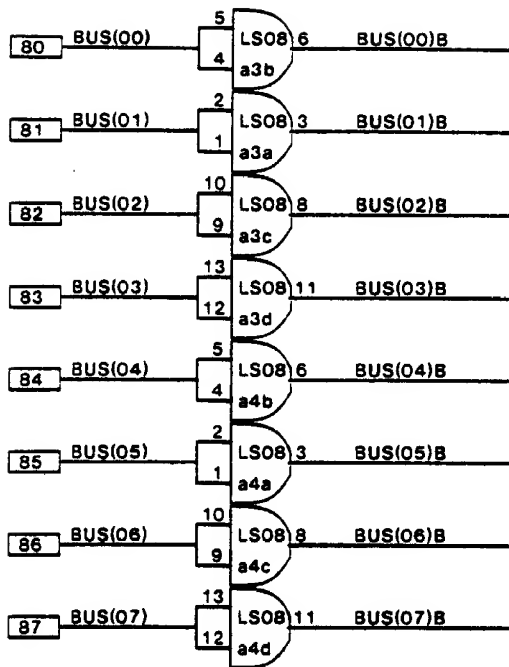 5
80 BUS(00) LS08 6 BUS(00)B
4 a3b
2
81 BUS(01) LS08 3 BUS(01)B
1 a3a
10
82 BUS(02) LS08 8 BUS(02)B
9 a3c
13
83 BUS(03) LS08 11 BUS(03)B
12 a3d
5
84 BUS(04) LS08 6 BUS(04)B
4 a4b
2
85 BUS(05) LS08 3 BUS(05)B
1 a4a
10
86 BUS(06) LS08 8 BUS(06)B
9 a4c
13
87 BUS(07) LS08 11 BUS(07)B
12 a4d